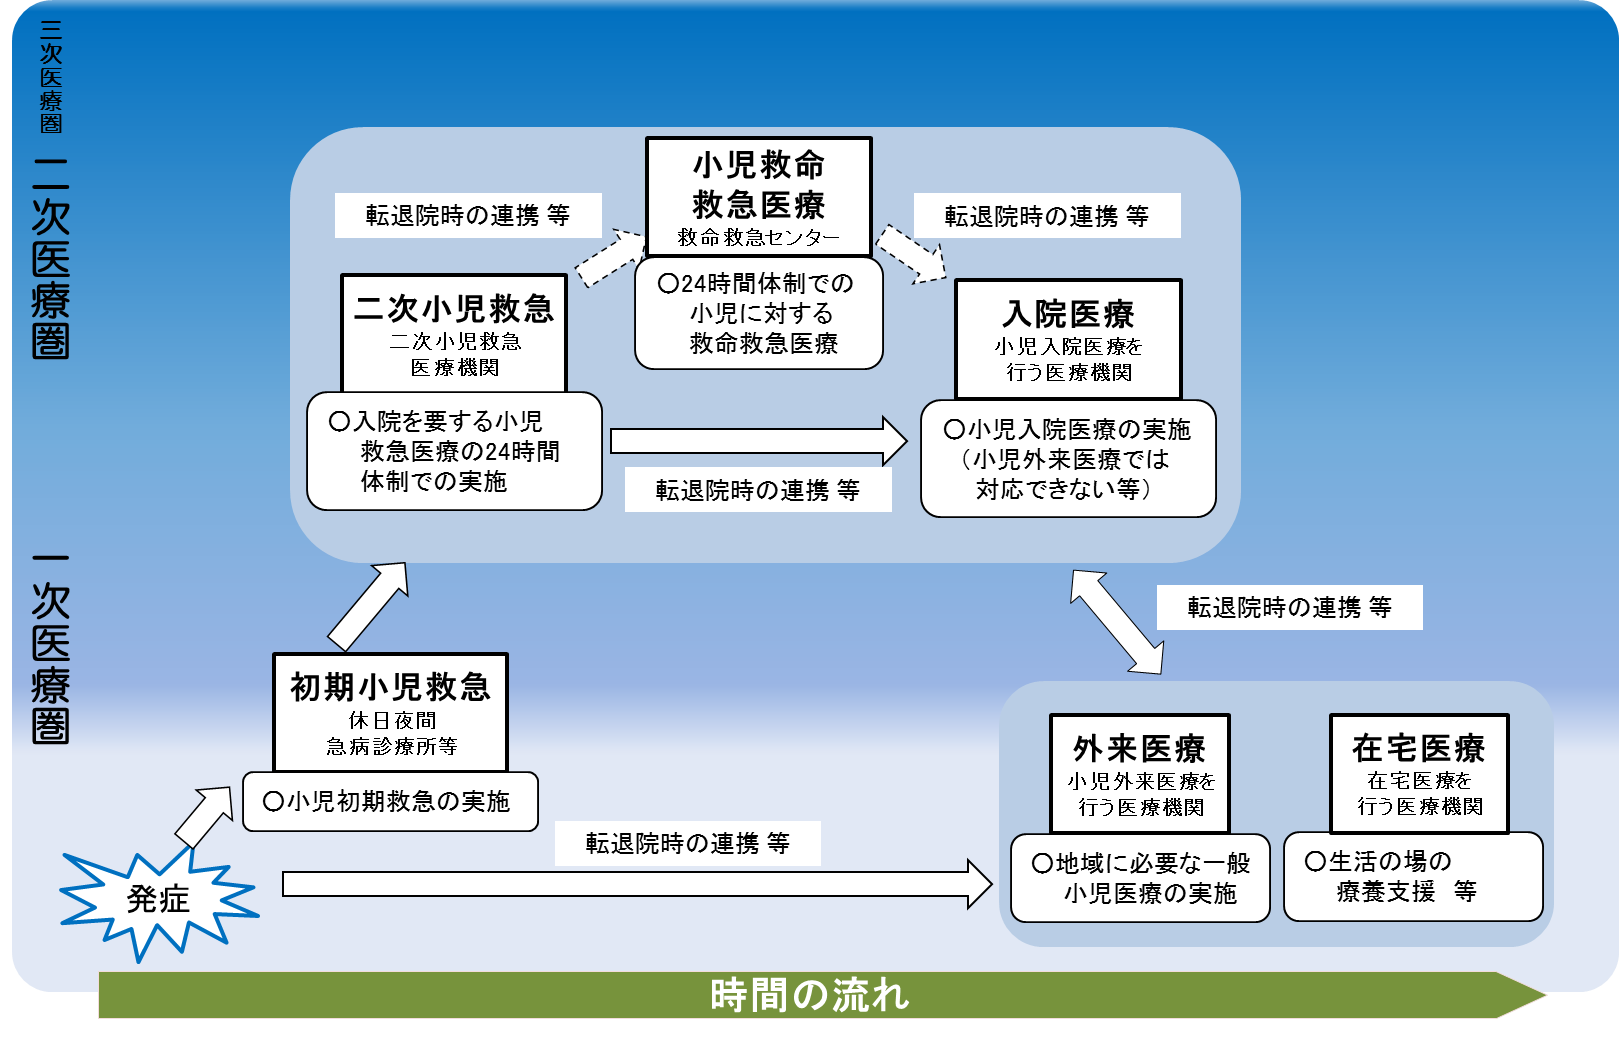 三次医療圏
二次医療圏
一次医療圏
小児救命
救急医療
救命救急センター
〇24時間体制での
小児に対する
救命救急医療
転退院時の連携 等
転退院時の連携 等
二次小児救急
二次小児救急
医療機関
〇入院を要する小児
救急医療の24時間
体制での実施
入院医療
小児入院医療を
行う医療機関
〇小児入院医療の実施
（小児外来医療では
対応できない等）
転退院時の連携 等
転退院時の連携 等
初期小児救急
休日夜間
急病診療所等
〇小児初期救急の実施
外来医療
小児外来医療を
行う医療機関
〇地域に必要な一般
小児医療の実施
在宅医療
在宅医療を
行う医療機関
〇生活の場の
療養支援　等
転退院時の連携 等
発症
時間の流れ